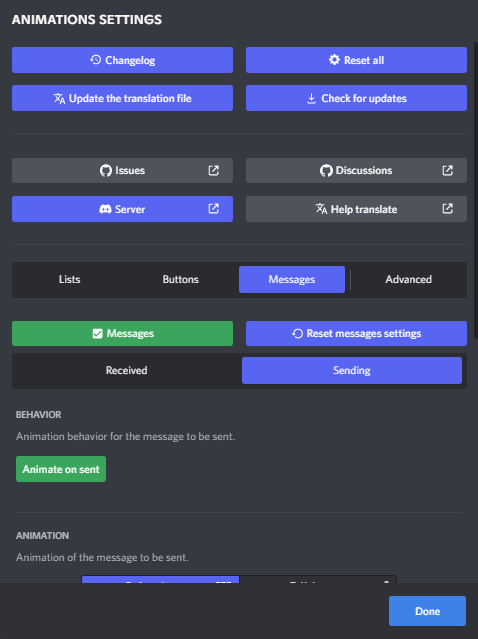 ANIMATIONS SETTINGS
Changelog
Reset all
Update the translation file
Check for updates
Issues
Discussions
Server
Help translate
Lists
Buttons
Messages
Advanced
Messages
Reset messages settings
Received
Sending
BEHAVIOR
Animation behavior for the message to be sent.
Animate on sent
ANIMATION
Animation of the message to be sent.
Done